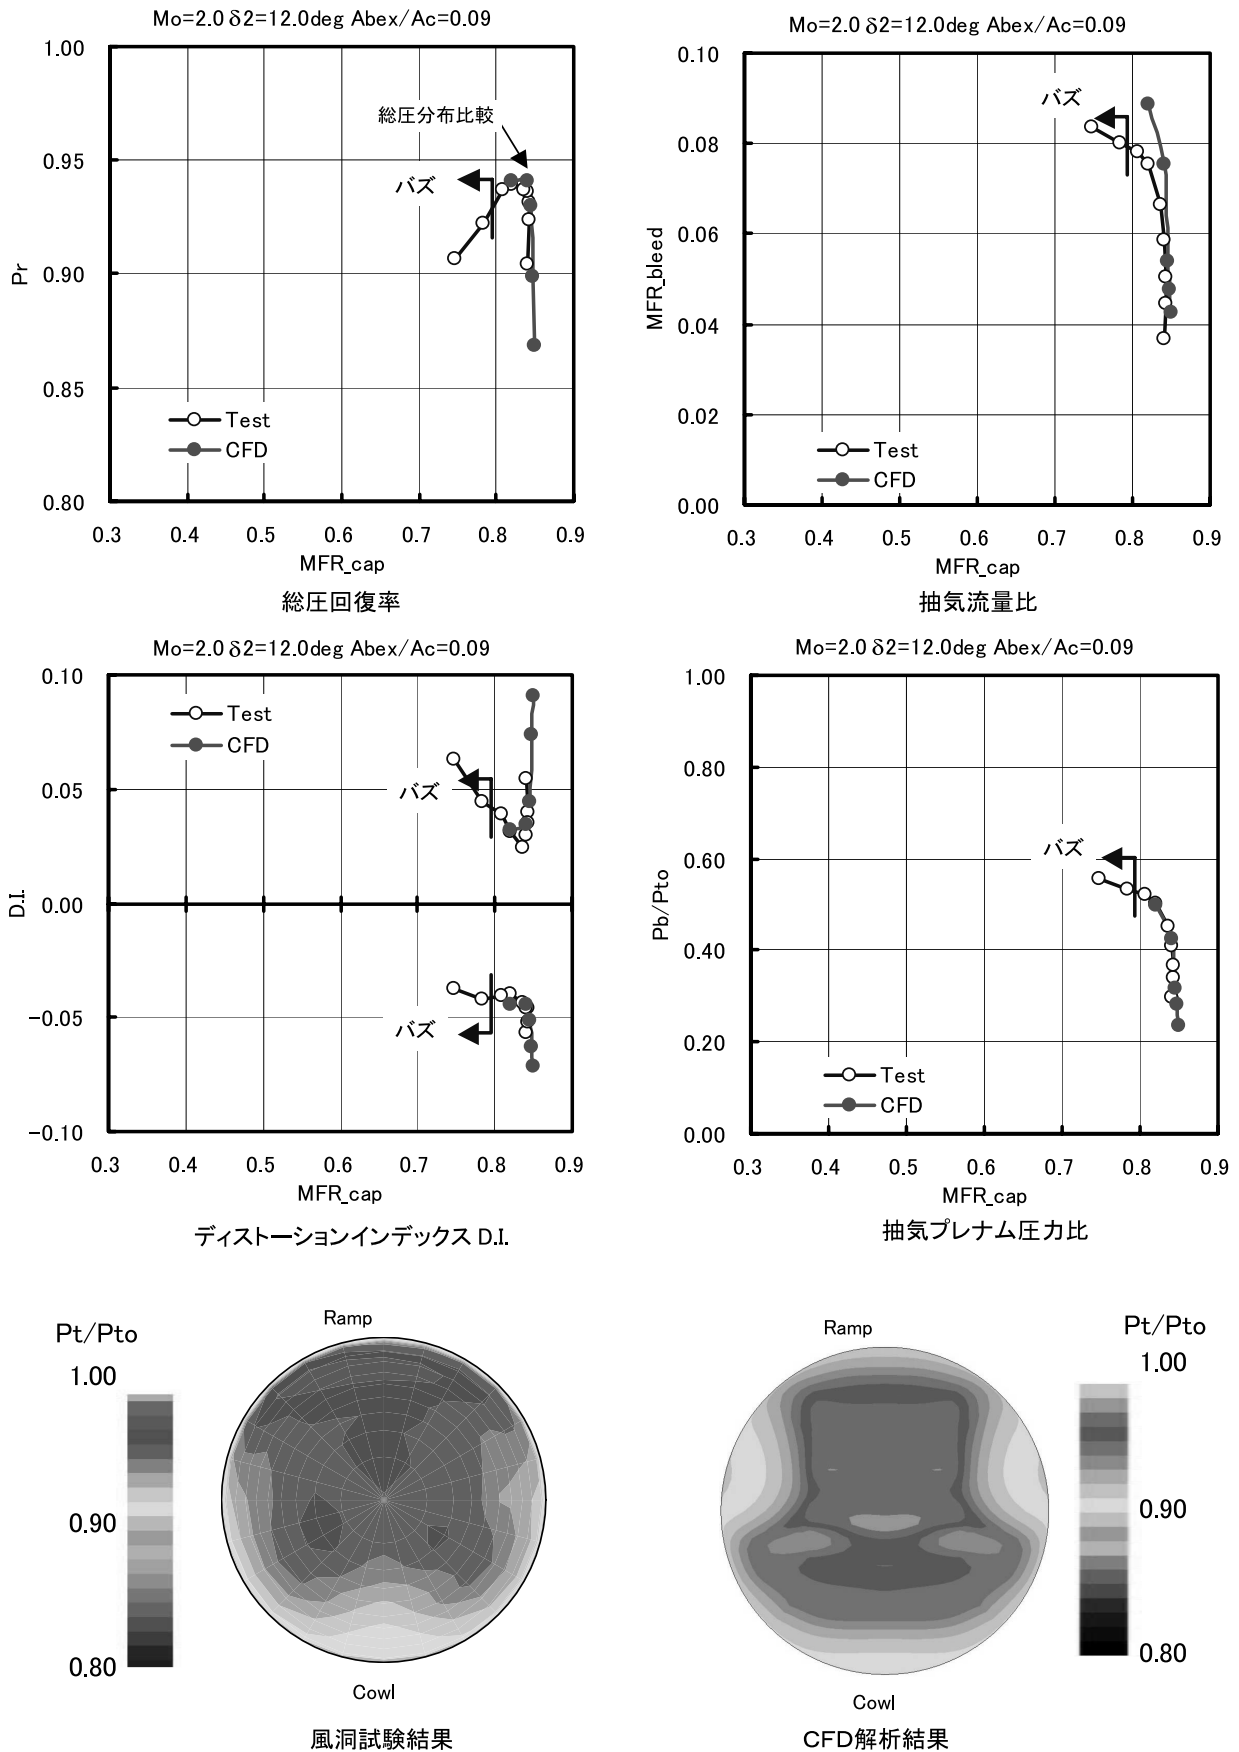 Mo=2.0 δ2=12.0deg Abex/Ac=0.09
1.00
0.95
0.90
0.85
0.80
Pr
総圧分布比較
バズ
Test
CFD
0.3 0.4 0.5 0.6 0.7 0.8 0.9
MFR_cap
総圧回復率
Mo=2.0 δ2=12.0deg Abex/Ac=0.09
0.10
0.08
0.06
0.04
0.02
0.00
MFR_bleed
バズ
Test
CFD
0.3 0.4 0.5 0.6 0.7 0.8 0.9
MFR_cap
抽気流量比
Mo=2.0 δ2=12.0deg Abex/Ac=0.09
0.10
0.05
0.00
-0.05
-0.10
D.I.
Test
CFD
バズ
バズ
0.3 0.4 0.5 0.6 0.7 0.8 0.9
MFR_cap
ディストーションインデックス D.I.
Mo=2.0 δ2=12.0deg Abex/Ac=0.09
1.00
0.80
0.60
0.40
0.20
0.00
Pb/Pto
バズ
Test
CFD
0.3 0.4 0.5 0.6 0.7 0.8 0.9
MFR_cap
抽気プレナム圧力比
Pt/Pto
1.00
0.90
0.80
Ramp
Cowl
風洞試験結果
Ramp
Cowl
Pt/Pto
1.00
0.90
0.80
CFD解析結果